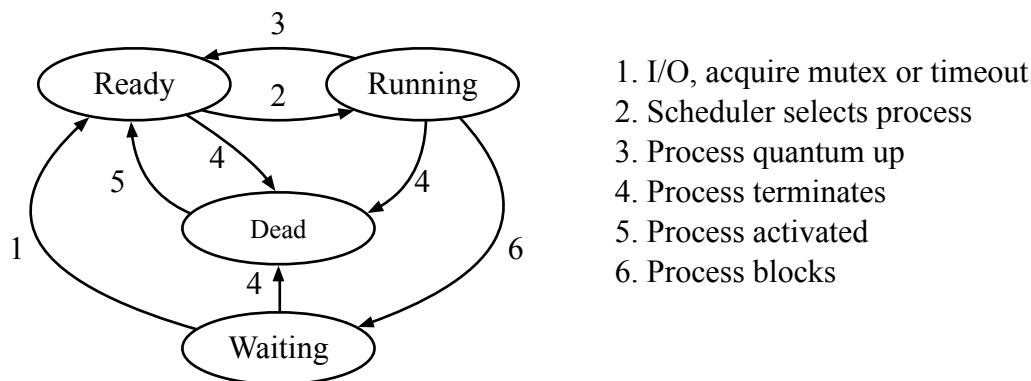 3
Ready
Running
2
4
5
4
Dead
1
6
4
Waiting
1. I/O, acquire mutex or timeout
2. Scheduler selects process
3. Process quantum up
4. Process terminates
5. Process activated
6. Process blocks